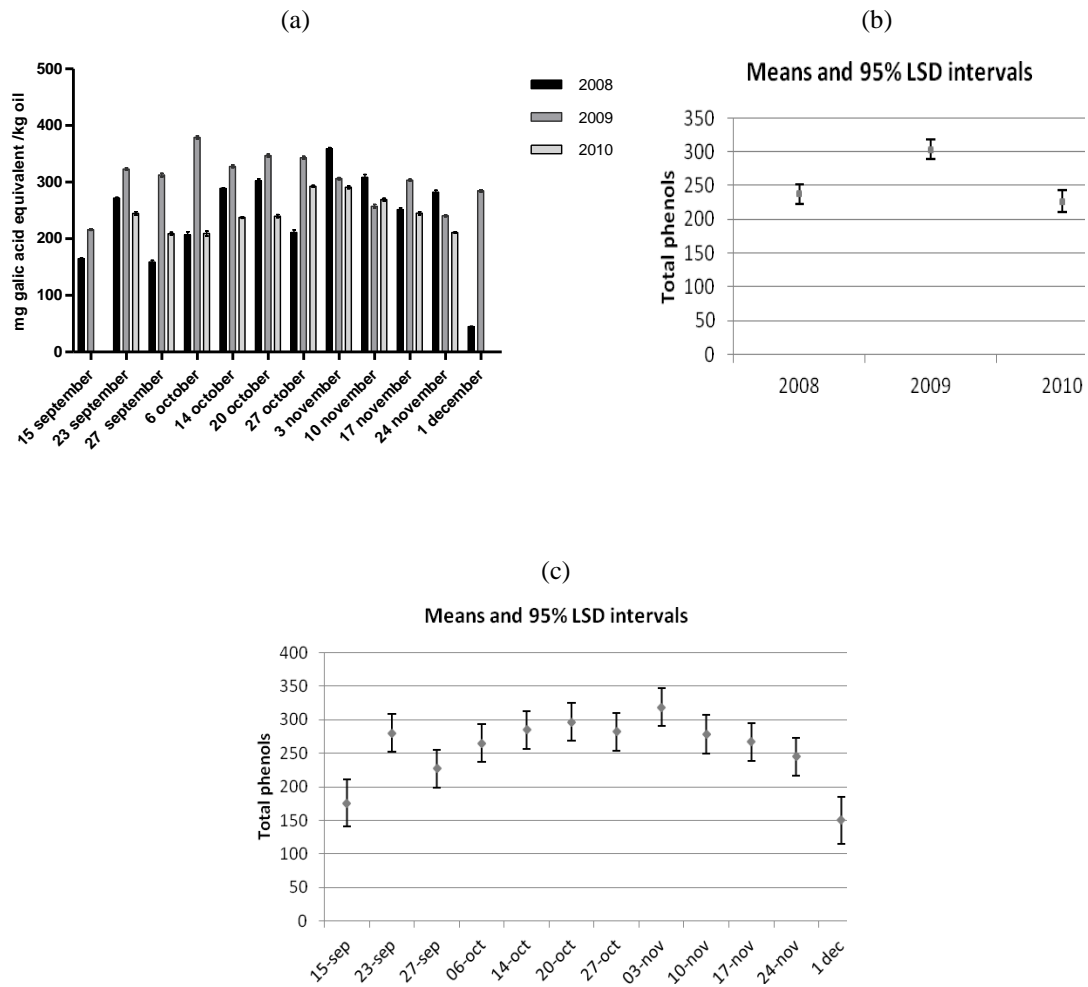 (a)
500
400
300
200
100
0
mg galic acid equivalent /kg oil
15 september
23 september
27 september
6 october
14 october
20 october
27 october
3 november
10 november
17 november
24 november
1 december
2008
2009
2010
(b)
Means and 95% LSD intervals
350
300
250
200
150
100
50
0
Total phenols
2008
2009
2010
(c)
Means and 95% LSD intervals
400
350
300
250
200
150
100
50
0
Total phenols
15-sep
23-sep
27-sep
06-oct
14-oct
20-oct
27-oct
03-nov
10-nov
17-nov
24-nov
1 dec